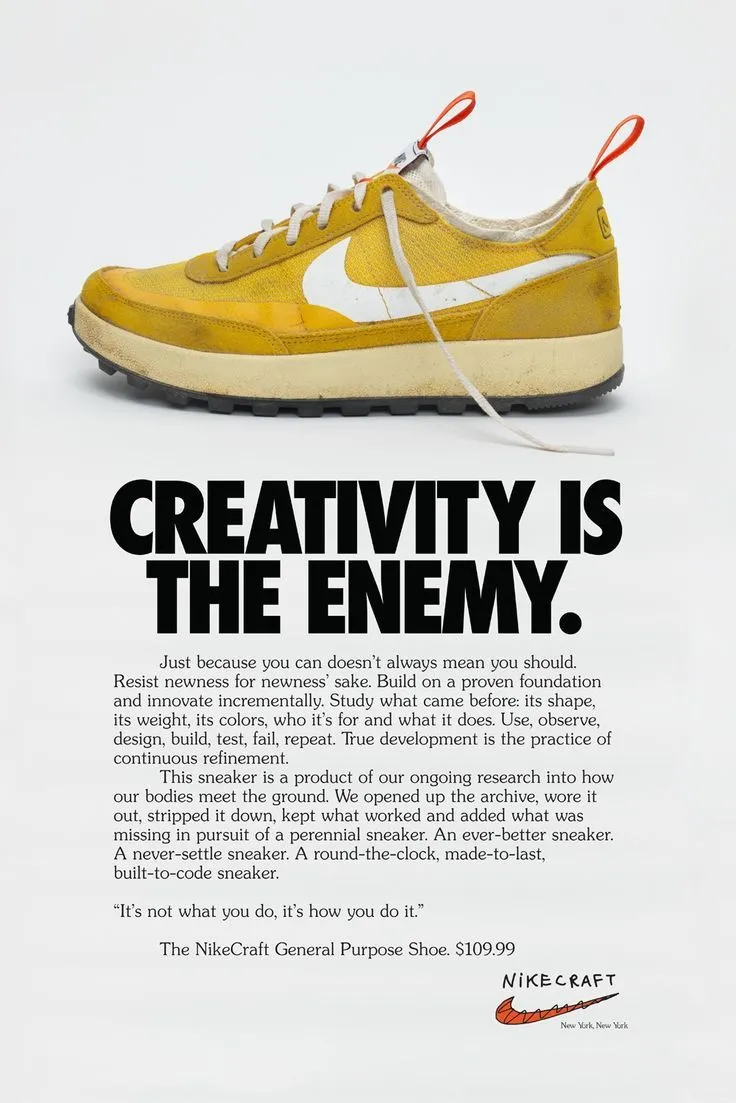 CREATIVITY IS
THE ENEMY.
Just because you can doesn’t always mean you should.
Resist newness for newness’ sake. Build on a proven foundation
and innovate incrementally. Study what came before: its shape,
its weight, its colors, who it’s for and what it does. Use, observe,
design, build, test, fail, repeat. True development is the practice of
continuous refinement.
This sneaker is a product of our ongoing research into how
our bodies meet the ground. We opened up the archive, wore it
out, stripped it down, kept what worked and added what was
missing in pursuit of a perennial sneaker. An ever-better sneaker.
A never-settle sneaker. A round-the-clock, made-to-last,
built-to-code sneaker.
“It’s not what you do, it’s how you do it.”
The NikeCraft General Purpose Shoe. $109.99
NIKECRAFT
New York, New York